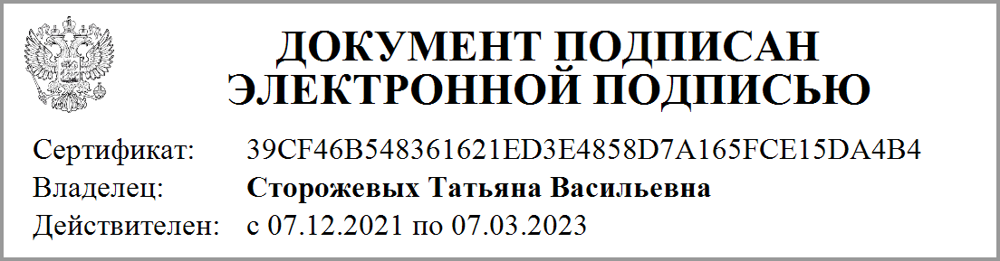 ДОКУМЕНТ ПОДПИСАН
ЭЛЕКТРОННОЙ ПОДПИСЬЮ
Сертификат: 39CF46B548361621ED3E4858D7A165FCE15DA4B4
Владелец: Сторожевых Татьяна Васильевна
Действителен: с 07.12.2021 по 07.03.2023